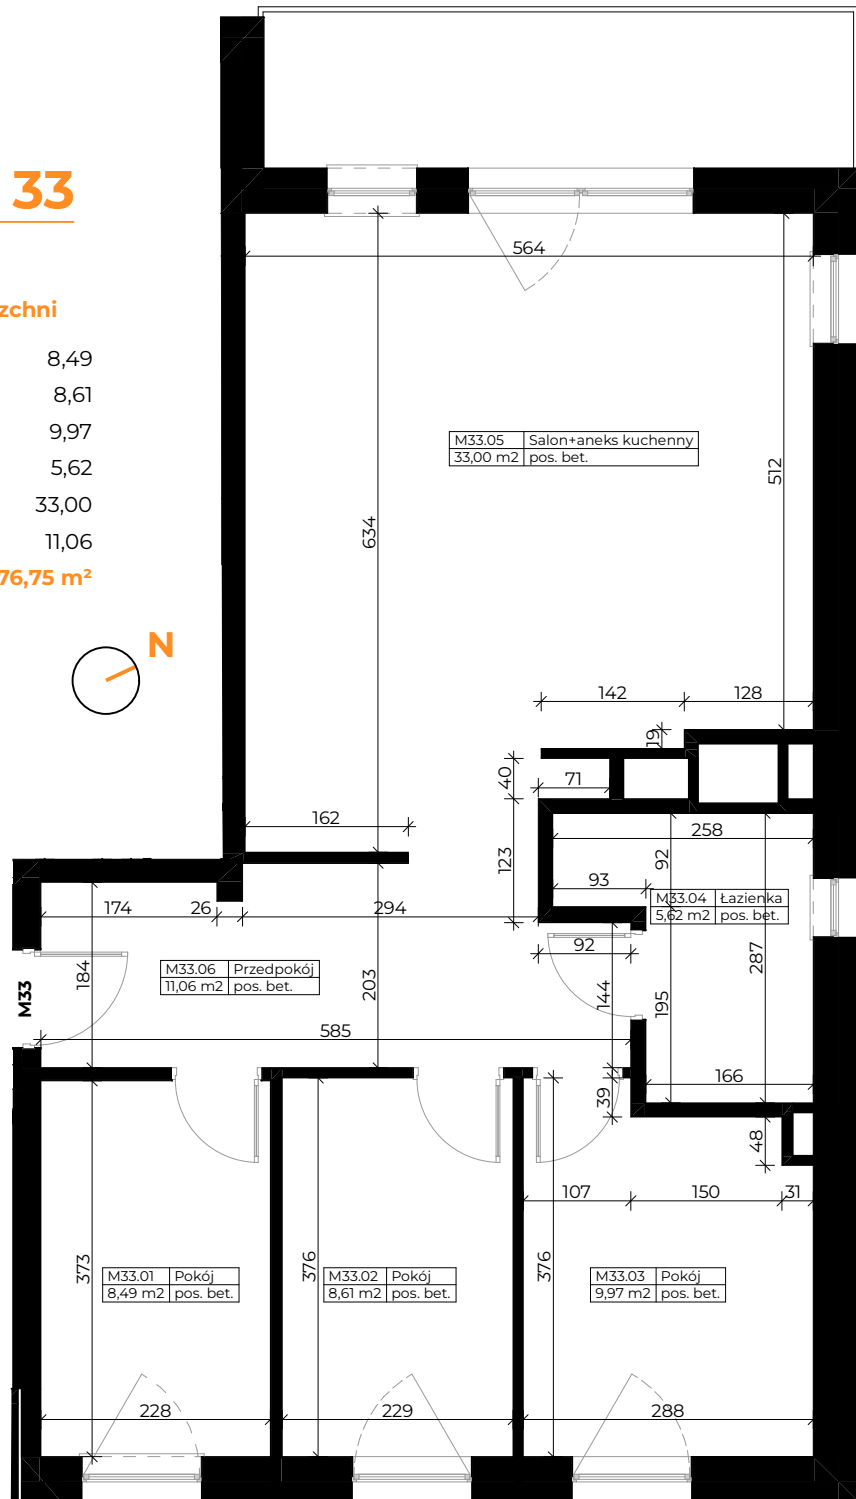 33
zchni
8,49
8,61
9,97
5,62
33,00
11,06
76,75 m²
N
564
M33.05 Salon+aneks kuchenny
33,00 m2 pos. bet.
512
634
142
128
19
40
71
162
258
92
123
93
M33.04 Łazienka
5,62 m2 pos. bet.
174
26
294
92
287
184
M33.06 Przedpokój
11,06 m2 pos. bet.
203
M33
144
195
585
166
39
48
107
150
31
373
376
376
M33.01 Pokój
8,49 m2 pos. bet.
M33.02 Pokój
8,61 m2 pos. bet.
M33.03 Pokój
9,97 m2 pos. bet.
228
229
288